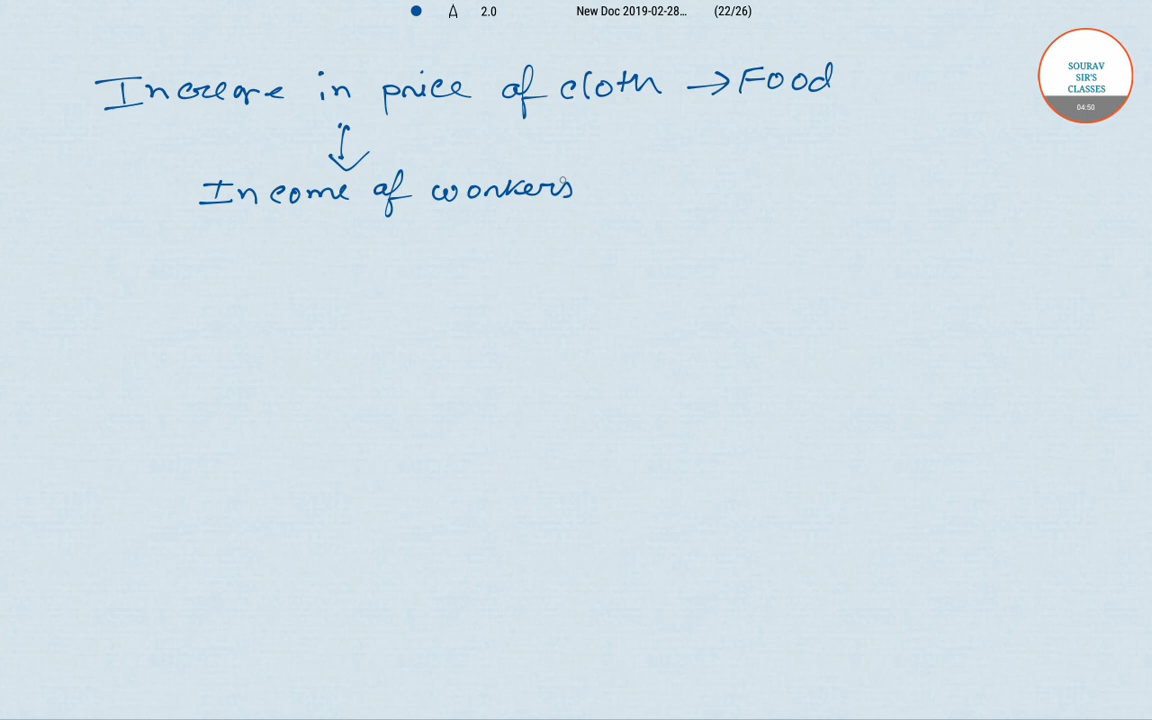 2.0 New Doc 2019-02-28... (22/26)
SOURAV
SIR'S
CLASSES
04:50
Increase in price of cloth → Food
Income of workers